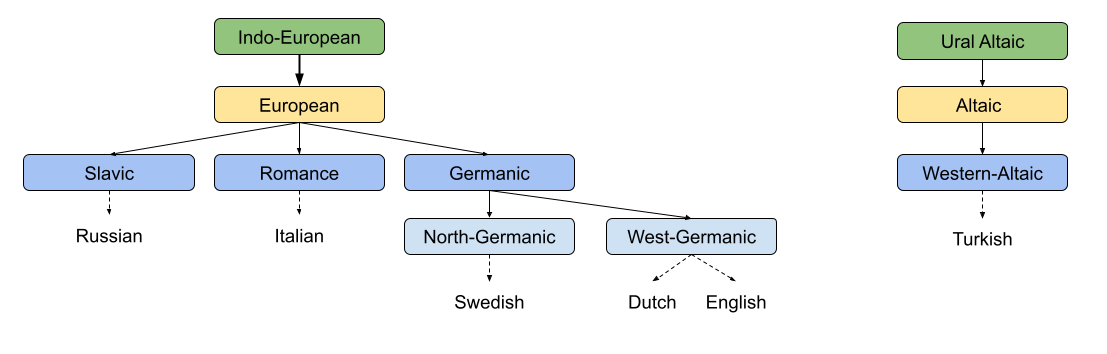 Indo-European
Ural Altaic
European
Altaic
Slavic
Romance
Germanic
Western-Altaic
Russian
Italian
North-Germanic
West-Germanic
Turkish
Swedish
Dutch
English